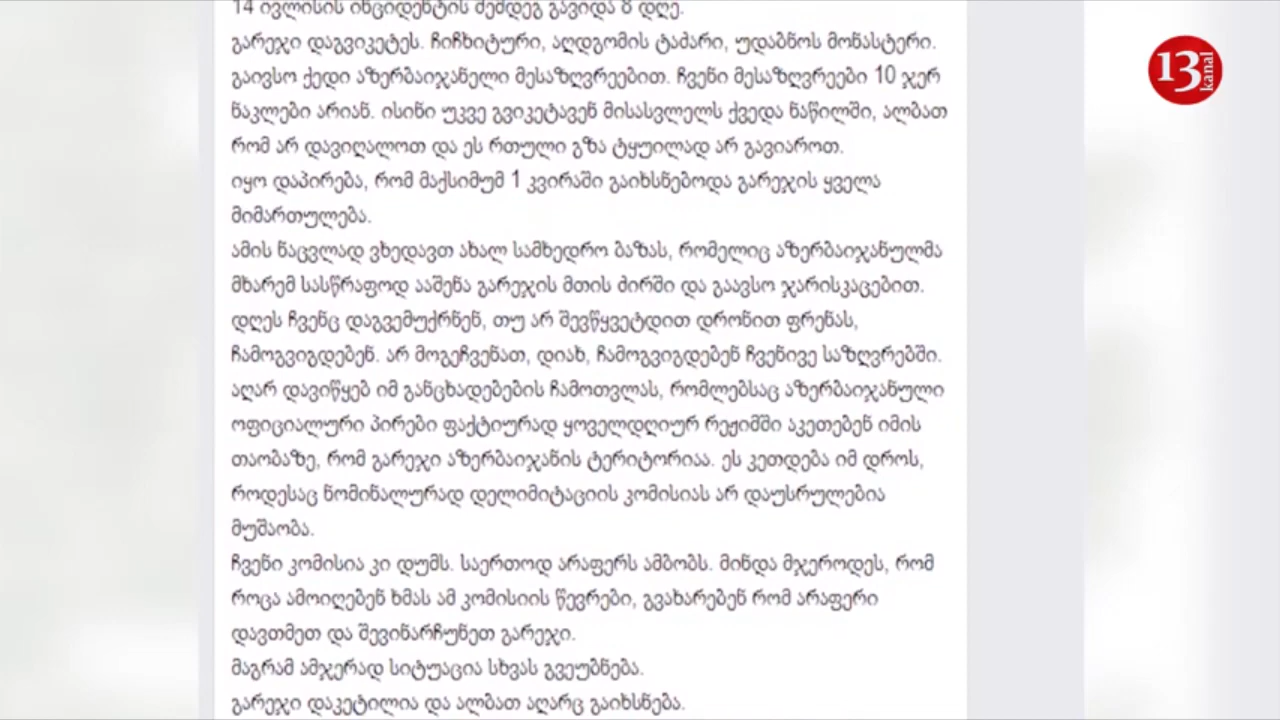 14 ივლისის ინციდენტის შემდეგ გავიდა 8 დღე.
გარეჯი დაგვიკეტეს. ჩიჩხიტური, აღდგომის ტაძარი, უდაბნოს მონასტერი.
გაივსო ქედი აზერბაიჯანელი მესაზღვრეებით. ჩვენი მესაზღვრეები 10 ჯერ
ნაკლები არიან. ისინი უკვე გვიკეტავენ მისასვლელს ქვედა ნაწილში, ალბათ
რომ არ დავიღალოთ და ეს რთული გზა ტყუილად არ გავიაროთ.
იყო დაპირება, რომ მაქსიმუმ 1 კვირაში გაიხსნებოდა გარეჯის ყველა
მიმართულება.
ამის ნაცვლად ვხედავთ ახალ სამხედრო ბაზას, რომელიც აზერბაიჯანულმა
მხარემ სასწრაფოდ ააშენა გარეჯის მთის ძირში და გაავსო ჯარისკაცებით.
დღეს ჩვენც დაგვემუქრნენ, თუ არ შევწყვეტდით დრონით ფრენას,
ჩამოგვიგდებენ. არ მოგეჩვენათ, დიახ, ჩამოგვიგდებენ ჩვენივე საზღვრებში.
აღარ დავიწყებ იმ განცხადებების ჩამოთვლას, რომლებსაც აზერბაიჯანული
ოფიციალური პირები ფაქტიურად ყოველდღიურ რეჟიმში აკეთებენ იმის
თაობაზე, რომ გარეჯი აზერბაიჯანის ტერიტორიაა. ეს კეთდება იმ დროს,
როდესაც ნომინალურად დელიმიტაციის კომისიას არ დაუსრულებია
მუშაობა.
ჩვენი კომისია კი დუმს. საერთოდ არაფერს ამბობს. მინდა მჯეროდეს, რომ
როცა ამოიღებენ ხმას ამ კომისიის წევრები, გვახარებენ რომ არაფერი
დავთმეთ და შევინარჩუნეთ გარეჯი.
მაგრამ ამჯერად სიტუაცია სხვას გვეუბნება.
გარეჯი დაკეტილია და ალბათ აღარც გაიხსნება.
13 kanal